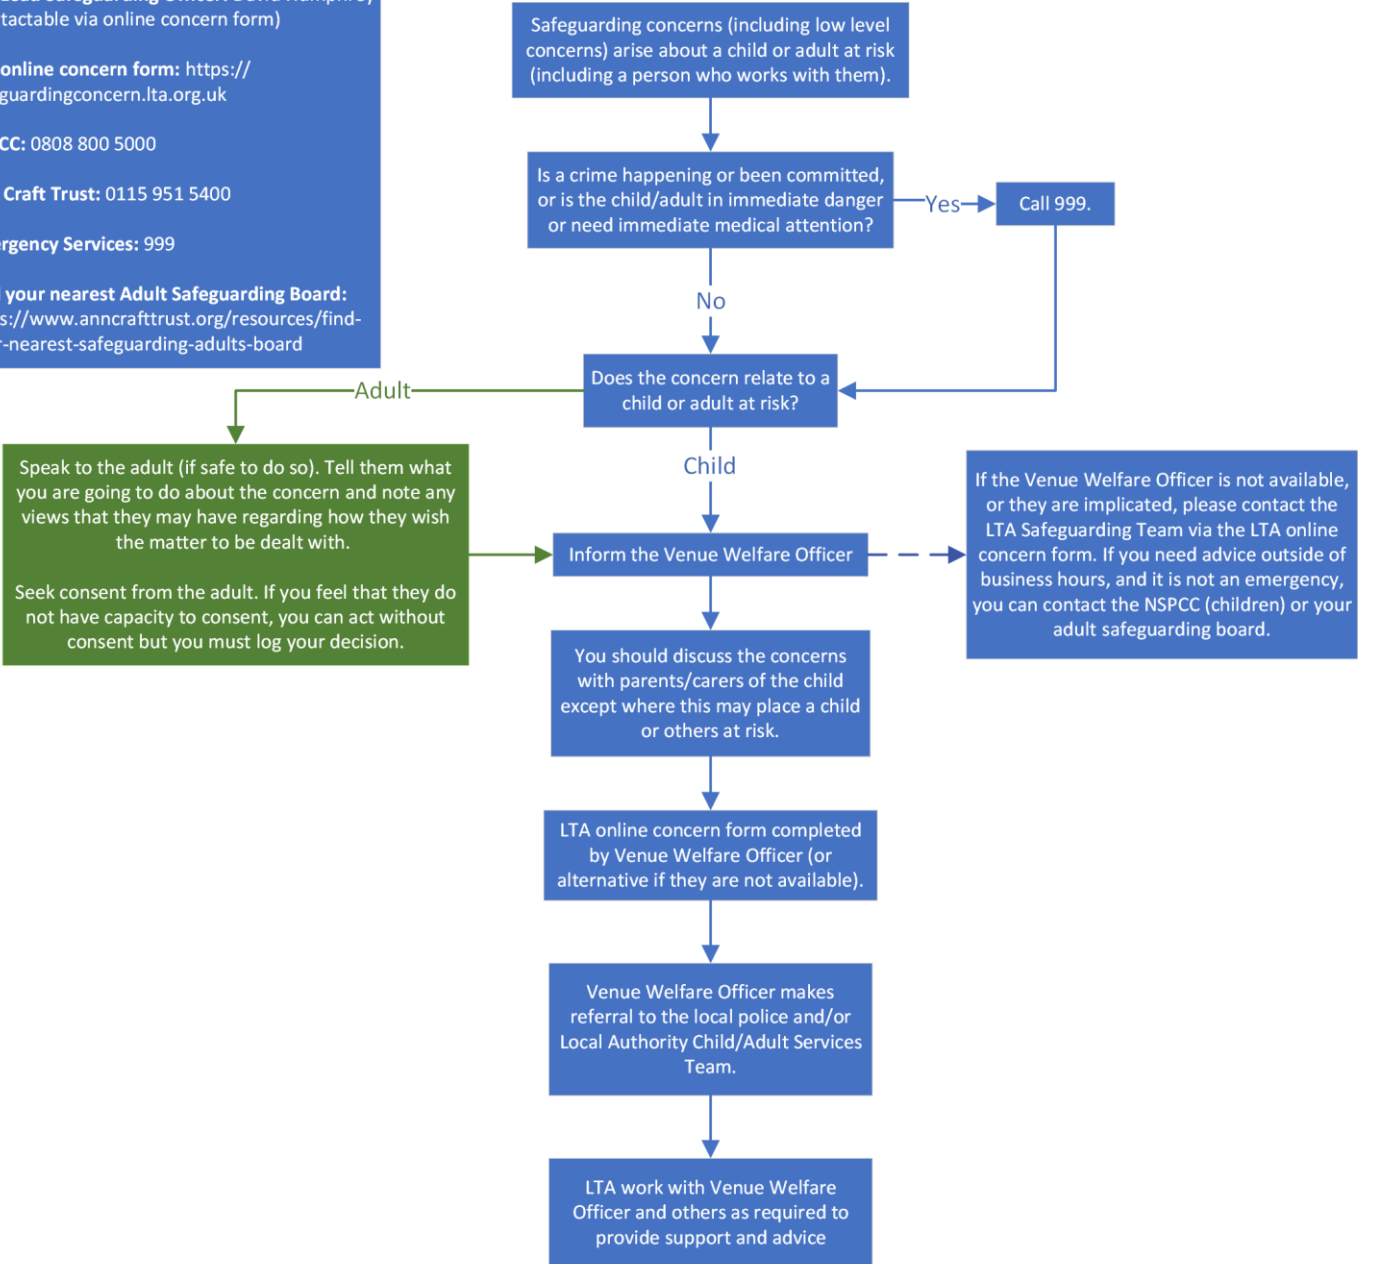 tactable via online concern form)
online concern form: https://
guardingconcern.lta.org.uk
CC: 0808 800 5000
Craft Trust: 0115 951 5400
ergency Services: 999
your nearest Adult Safeguarding Board:
s://www.anncrafttrust.org/resources/find-
r-nearest-safeguarding-adults-board
Safeguarding concerns (including low level
concerns) arise about a child or adult at risk
(including a person who works with them).
Is a crime happening or been committed,
or is the child/adult in immediate danger
or need immediate medical attention?
Yes
Call 999.
No
Does the concern relate to a
child or adult at risk?
Adult
Speak to the adult (if safe to do so). Tell them what
you are going to do about the concern and note any
views that they may have regarding how they wish
the matter to be dealt with.
Seek consent from the adult. If you feel that they do
not have capacity to consent, you can act without
consent but you must log your decision.
Child
Inform the Venue Welfare Officer
If the Venue Welfare Officer is not available,
or they are implicated, please contact the
LTA Safeguarding Team via the LTA online
concern form. If you need advice outside of
business hours, and it is not an emergency,
you can contact the NSPCC (children) or your
adult safeguarding board.
You should discuss the concerns
with parents/carers of the child
except where this may place a child
or others at risk.
LTA online concern form completed
by Venue Welfare Officer (or
alternative if they are not available).
Venue Welfare Officer makes
referral to the local police and/or
Local Authority Child/Adult Services
Team.
LTA work with Venue Welfare
Officer and others as required to
provide support and advice